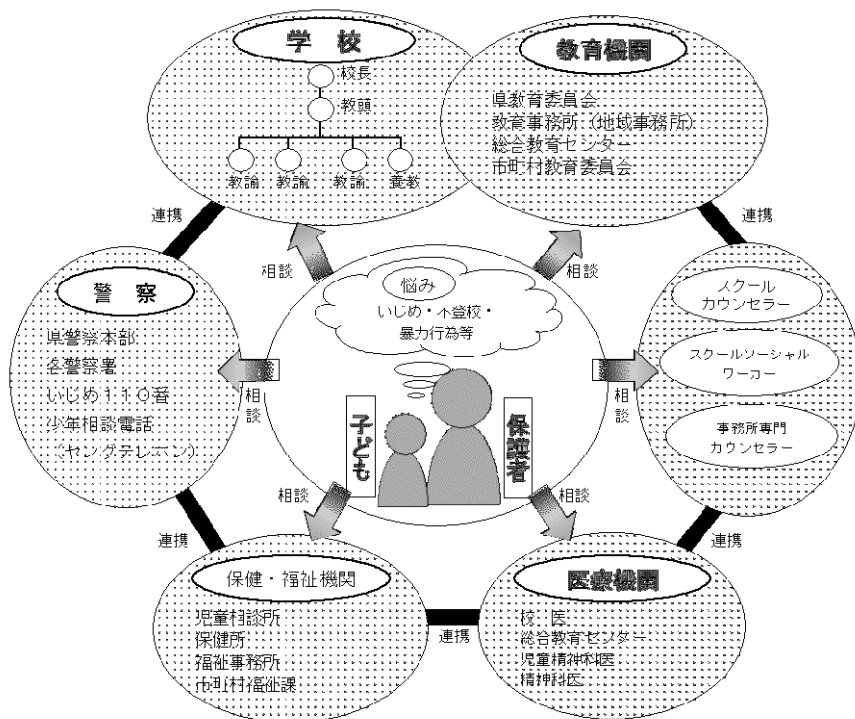 学 校
校長
教頭
教諭 教諭 教諭 養教
教育機関
県教育委員会
教育事務所（地域事務所）
総合教育センター
市町村教育委員会
連携
連携
相談
相談
悩み
いじめ・不登校・
暴力行為等
警 察
県警察本部
各警察署
いじめ１１０番
少年相談電話
（ヤングテレホン）
相談
相談
スクール
カウンセラー
スクールソーシャル
ワーカー
事務所専門
カウンセラー
子ども
保護者
相談
相談
連携
連携
保健・福祉機関
児童相談所
保健所
福祉事務所
市町村福祉課
連携
医療機関
校 医
総合教育センター
児童精神科医
精神科医